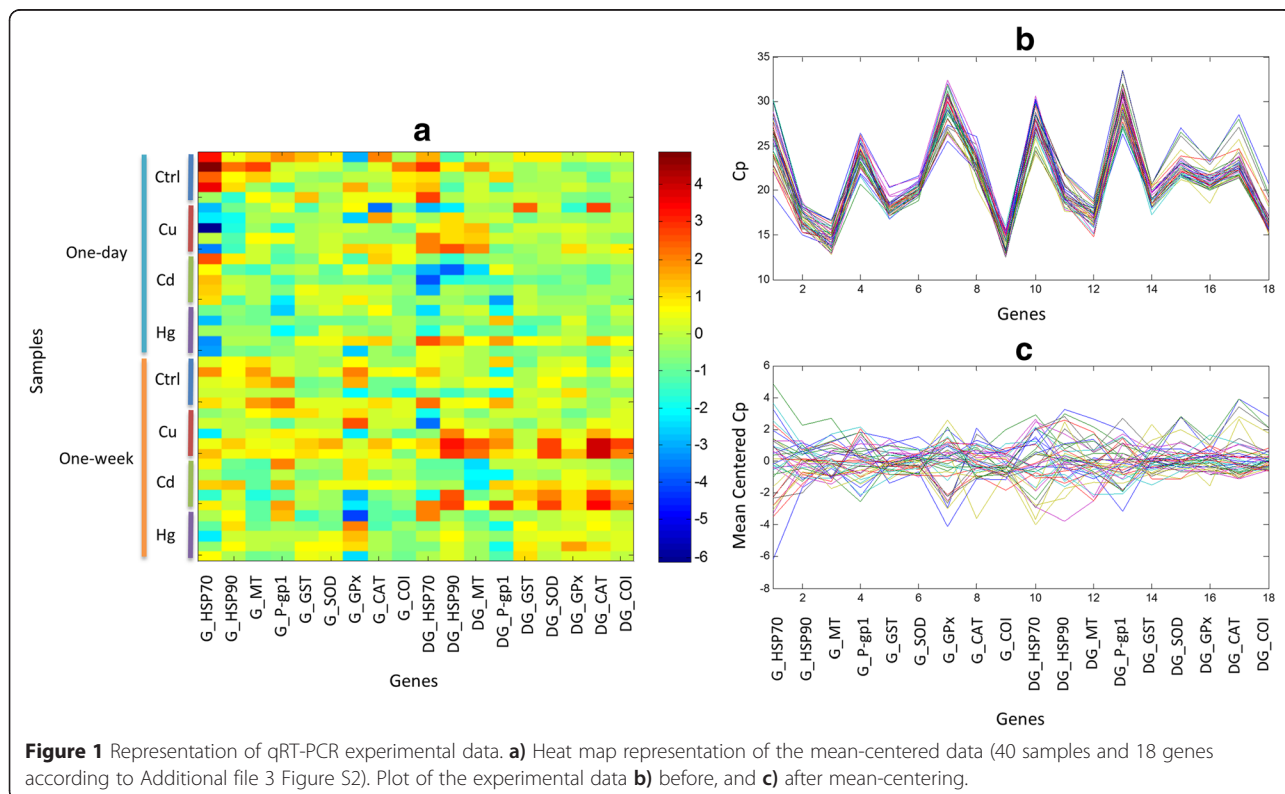 a
One-day
One-week
Samples
Ctrl
Cu
Cd
Hg
Ctrl
Cu
Cd
Hg
4
3
2
1
0
-1
-2
-3
-4
-5
-6
G_HSP70
G_HSP90
G_MT
G_P-gp1
G_GST
G_SOD
G_GPx
G_CAT
G_COI
DG_HSP70
DG_HSP90
DG_MT
DG_P-gp1
DG_GST
DG_SOD
DG_GPx
DG_CAT
DG_COI
Genes
b
35
30
25
20
15
10
Cp
2 4 6 8 10 12 14 16 18
Genes
c
6
4
2
0
-2
-4
-6
-8
Mean Centered Cp
2 4 6 8 10 12 14 16 18
G_HSP70
G_HSP90
G_MT
G_P-gp1
G_GST
G_SOD
G_GPx
G_CAT
G_COI
DG_HSP70
DG_HSP90
DG_MT
DG_P-gp1
DG_GST
DG_SOD
DG_GPx
DG_CAT
DG_COI
Genes
Figure 1 Representation of qRT-PCR experimental data. a) Heat map representation of the mean-centered data (40 samples and 18 genes
according to Additional file 3 Figure S2). Plot of the experimental data b) before, and c) after mean-centering.